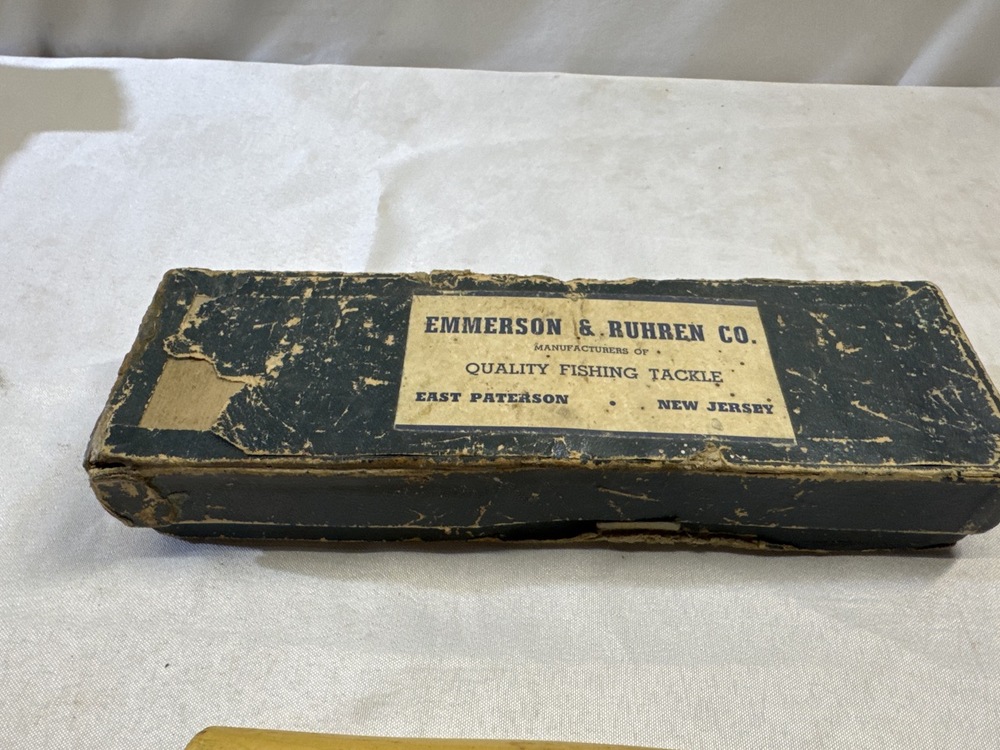 EMMERSON & RUHREN CO.
MANUFACTURERS OF
QUALITY FISHING TACKLE
EAST PATERSON • NEW JERSEY